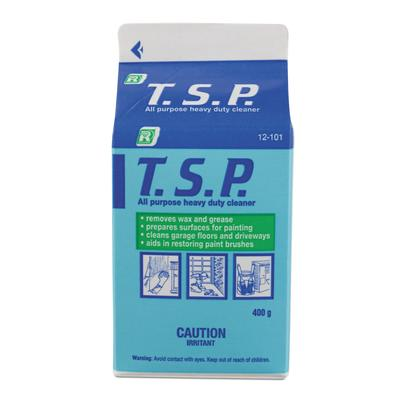 R
T. S. P.
All purpose heavy duty cleaner
12-101
R
T. S. P.
All purpose heavy duty cleaner
• removes wax and grease
• prepares surfaces for painting
• cleans garage floors and driveways
• aids in restoring paint brushes
400 g
CAUTION
IRRITANT
Warning: Avoid contact with eyes. Keep out of reach of children.